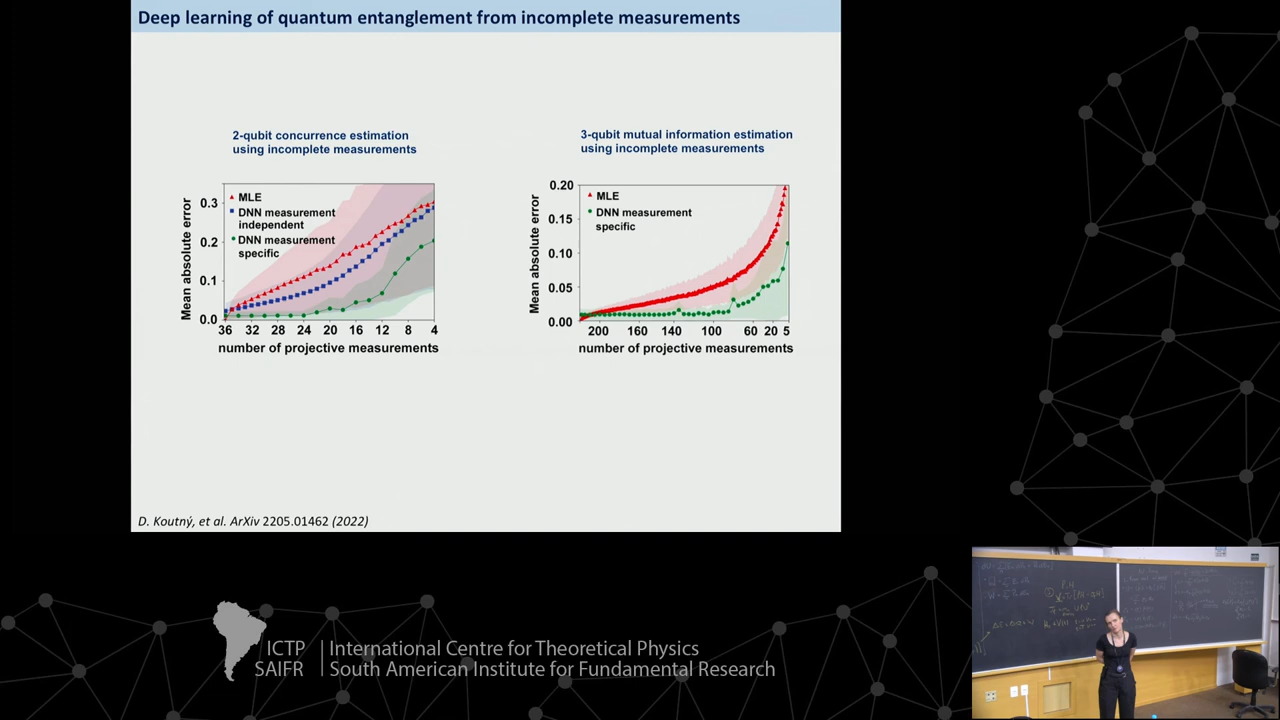 Deep learning of quantum entanglement from incomplete measurements
2-qubit concurrence estimation
using incomplete measurements
Mean absolute error
0.3
0.2
0.1
0.0
MLE
DNN measurement
independent
DNN measurement
specific
36 32 28 24 20 16 12 8 4
number of projective measurements
3-qubit mutual information estimation
using incomplete measurements
Mean absolute error
0.20
0.15
0.10
0.05
0.00
MLE
DNN measurement
specific
200 160 140 100 60 20 5
number of projective measurements
D. Koutný, et al. ArXiv 2205.01462 (2022)
ICTP
SAIFR
International Centre for Theoretical Physics
South American Institute for Fundamental Research